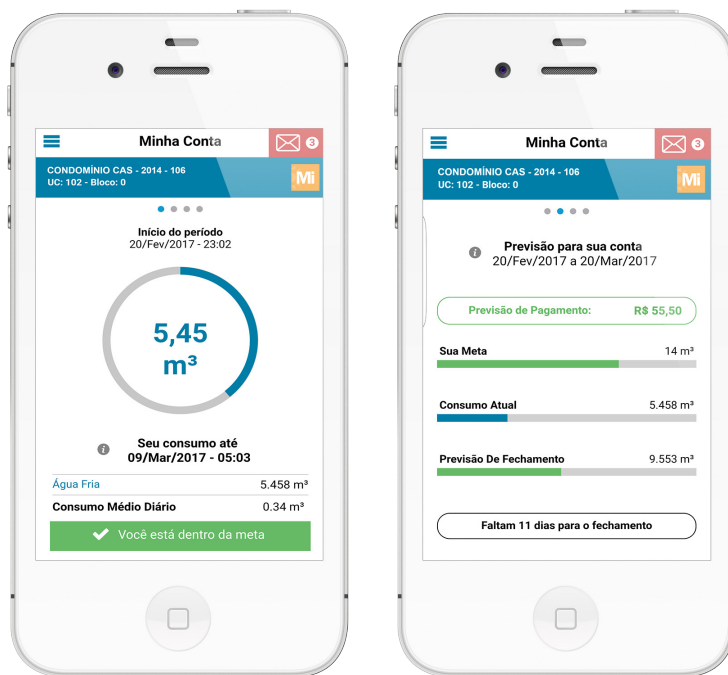 Minha Conta
3
CONDOMÍNIO CAS - 2014 - 106
UC: 102 - Bloco: 0
Mi
Início do período
20/Fev/2017 - 23:02
5,45
m³
i
Seu consumo até
09/Mar/2017 - 05:03
Água Fria 5.458 m³
Consumo Médio Diário 0.34 m³
Você está dentro da meta
Minha Conta
3
CONDOMÍNIO CAS - 2014 - 106
UC: 102 - Bloco: 0
Mi
i
Previsão para sua conta
20/Fev/2017 a 20/Mar/2017
Previsão de Pagamento: R$ 55,50
Sua Meta 14 m³
Consumo Atual 5.458 m³
Previsão De Fechamento 9.553 m³
Faltam 11 dias para o fechamento